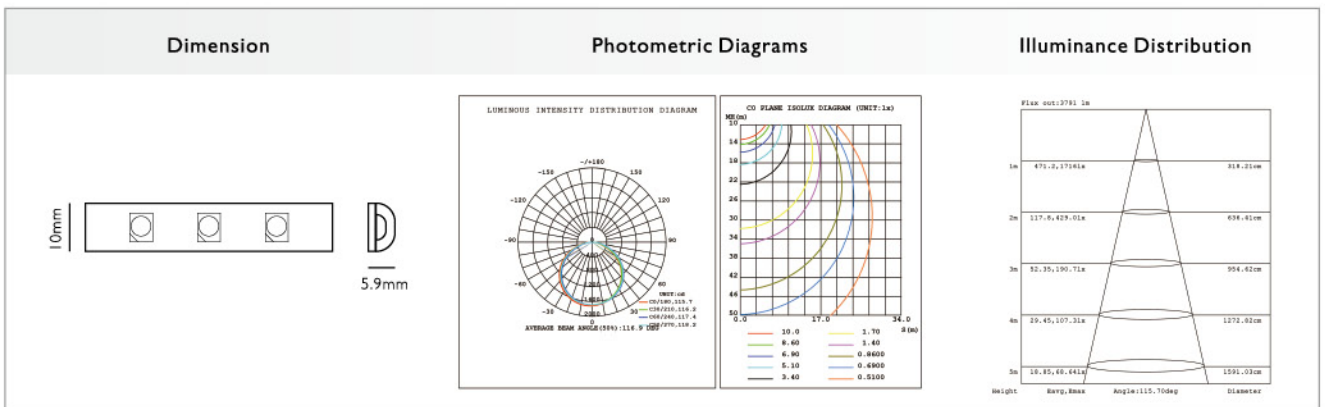 Dimension
Photometric Diagrams
Illuminance Distribution
10mm
5.9mm
LUMINOUS INTENSITY DISTRIBUTION DIAGRAM
-/+180
-150
150
-120
120
-90
90
-60
60
-30
30
0
UNIT:cd
C0/180,115.7
C30/210,116.2
C60/240,117.4
C90/270,118.2
AVERAGE BEAM ANGLE(50%):116.9 DEG
C0 PLANE ISOLUX DIAGRAM (UNIT:lx)
MH(m)
10
14
18
22
26
30
34
38
42
46
50
0.0
17.0
34.0
S(m)
10.0
1.70
8.60
1.40
6.90
0.8600
5.10
0.6900
3.40
0.5100
Flux out:3781 lm
1m
471.2,1716lx
318.21cm
2m
117.8,429.0lx
636.41cm
3m
52.35,190.7lx
954.62cm
4m
29.45,107.3lx
1272.82cm
5m
18.85,68.64lx
1591.03cm
Height
Eavg,Emax
Angle:115.70deg
Diameter